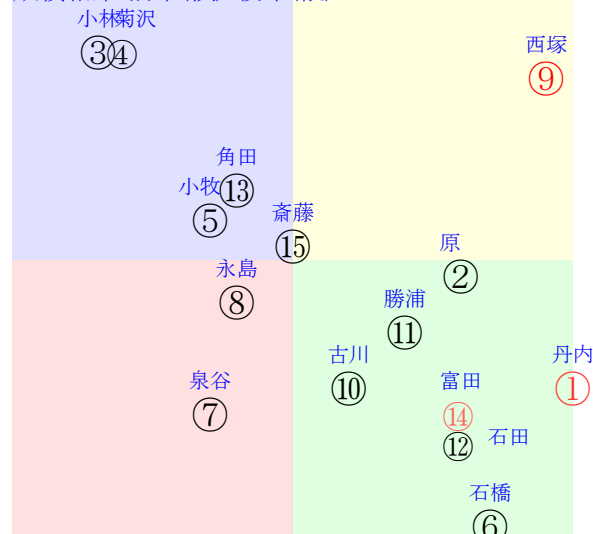 小林菊沢
③④
西塚
⑨
角田
⑬
小牧
⑤
斎藤
⑮
原
②
永島
⑧
勝浦
⑪
古川
⑩
丹内
①
泉谷
⑦
富田
⑭
⑫ 石田
石橋
⑥